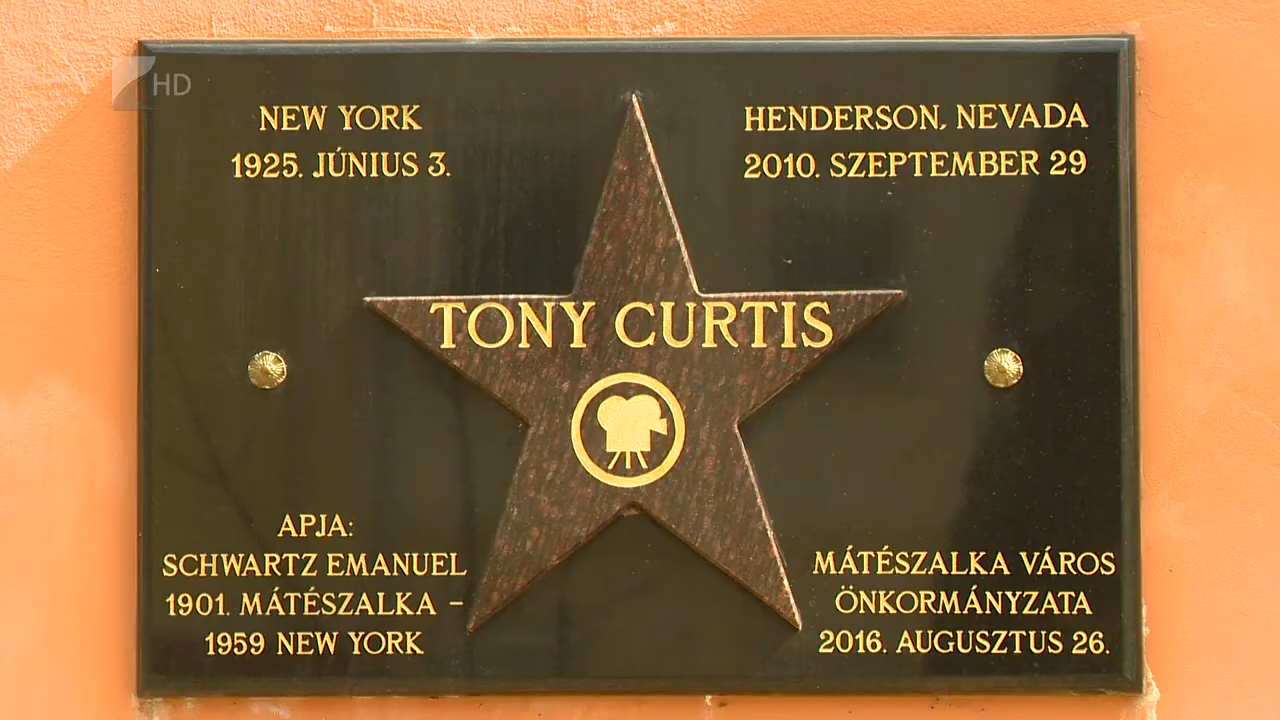 HD
NEW YORK
1925. JÚNIUS 3.
HENDERSON, NEVADA
2010. SZEPTEMBER 29
TONY CURTIS
APJA:
SCHWARTZ EMANUEL
1901. MÁTÉSZALKA –
1959 NEW YORK
MÁTÉSZALKA VÁROS
ÖNKORMÁNYZATA
2016. AUGUSZTUS 26.